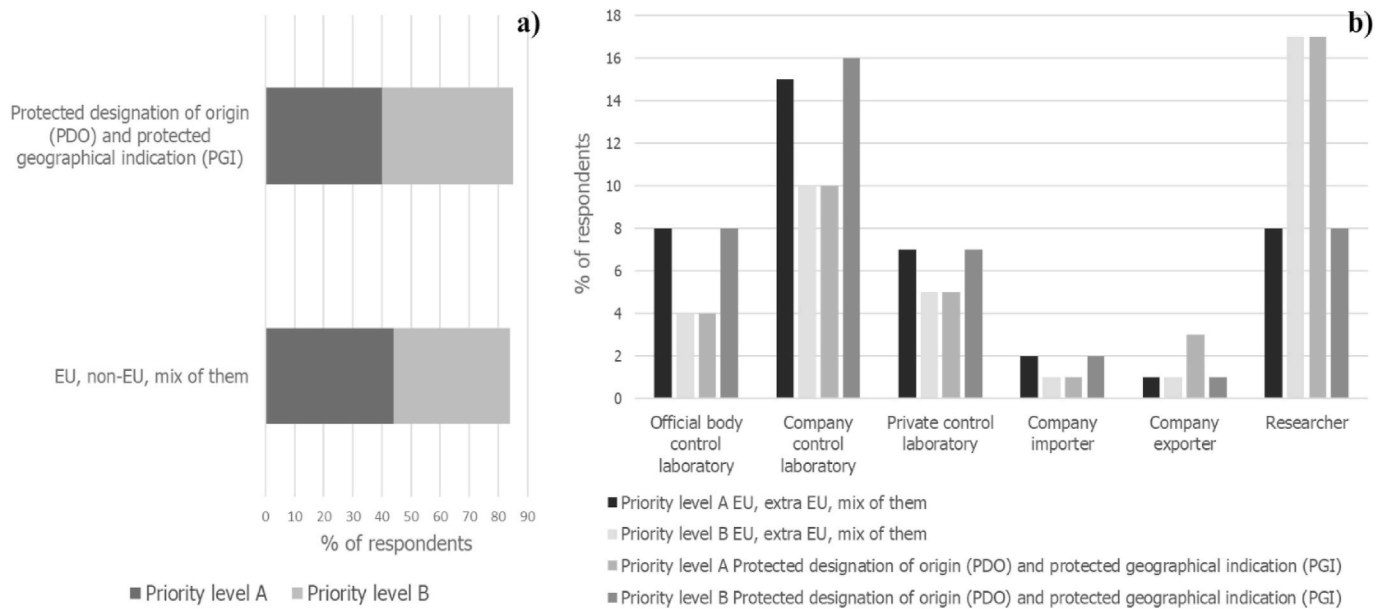 a)
Protected designation of origin
(PDO) and protected
geographical indication (PGI)
EU, non-EU, mix of them
0 10 20 30 40 50 60 70 80 90
% of respondents
Priority level A Priority level B
b)
18
16
14
12
10
8
6
4
2
0
% of respondents
Official body
control
laboratory
Company
control
laboratory
Private control
laboratory
Company
importer
Company
exporter
Researcher
Priority level A EU, extra EU, mix of them
Priority level B EU, extra EU, mix of them
Priority level A Protected designation of origin (PDO) and protected geographical indication (PGI)
Priority level B Protected designation of origin (PDO) and protected geographical indication (PGI)